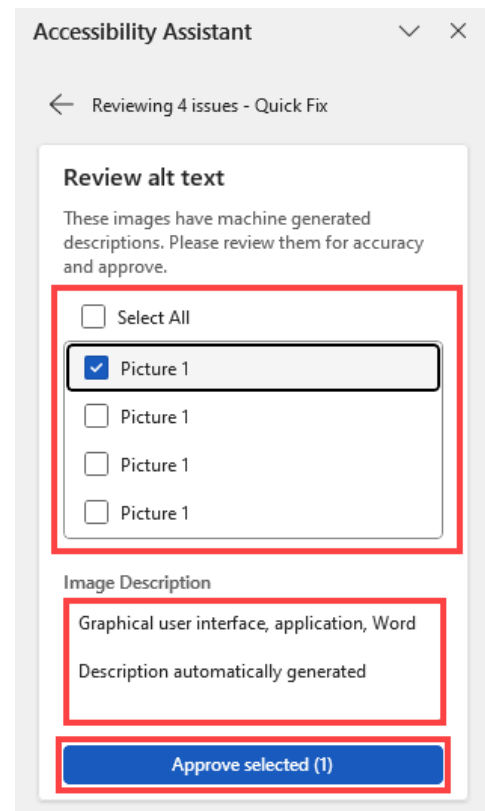 Accessibility Assistant
Reviewing 4 issues - Quick Fix
Review alt text
These images have machine generated
descriptions. Please review them for accuracy
and approve.
Select All
Picture 1
Picture 1
Picture 1
Picture 1
Image Description
Graphical user interface, application, Word
Description automatically generated
Approve selected (1)